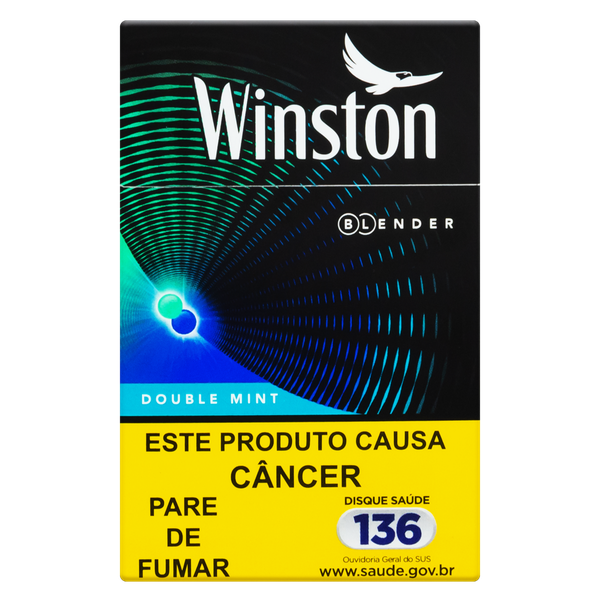 Winston
BLENDER
DOUBLE MINT
ESTE PRODUTO CAUSA
CÂNCER
PARE
DE
FUMAR
DISQUE SAÚDE
136
Ouvidoria Geral do SUS
www.saude.gov.br